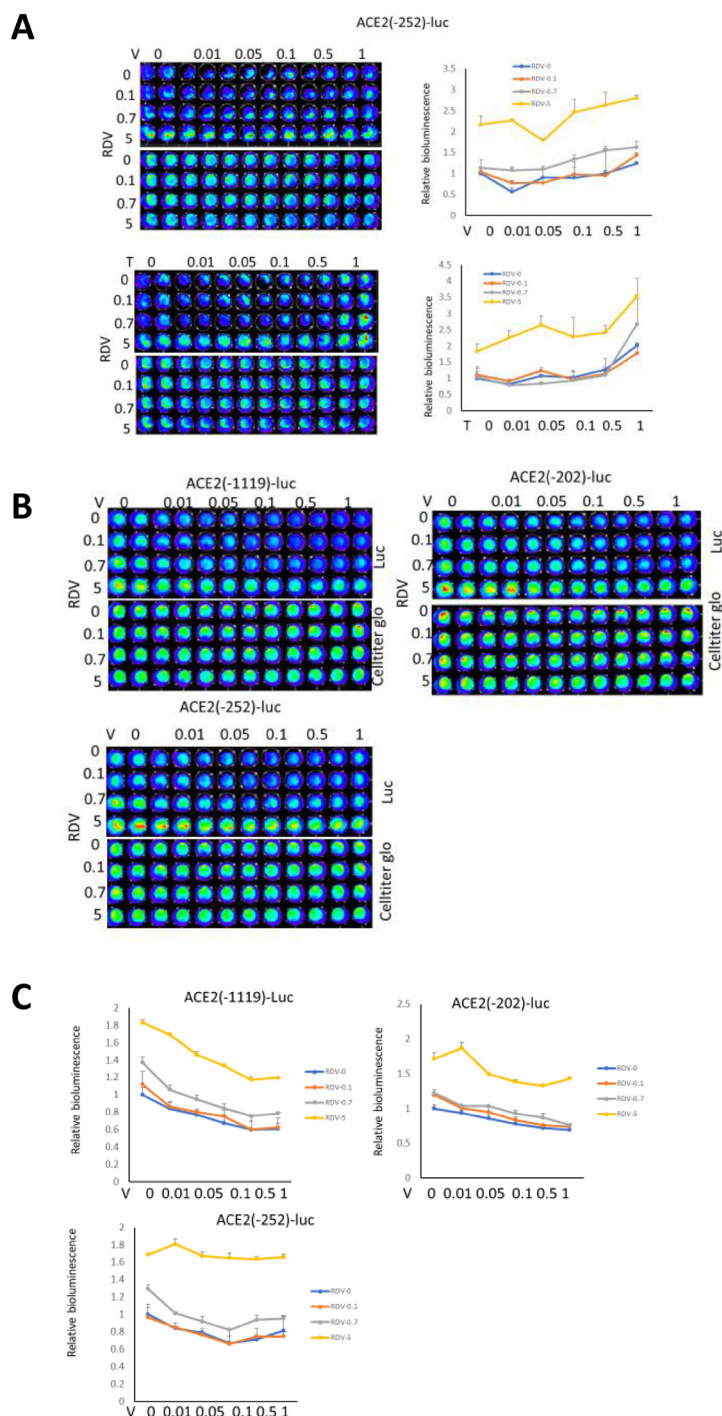 A
ACE2(-252)-luc
V 0 0.01 0.05 0.1 0.5 1
0
0.1
0.7
5
RDV
0
0.1
0.7
5
Relative bioluminescence
3.5
3
2.5
2
1.5
1
0.5
0
RDV-0
RDV-0.1
RDV-0.7
RDV-5
V 0 0.01 0.05 0.1 0.5 1
T 0 0.01 0.05 0.1 0.5 1
0
0.1
0.7
5
RDV
0
0.1
0.7
5
Relative bioluminescence
4.5
4
3.5
3
2.5
2
1.5
1
0.5
0
RDV-0
RDV-0.1
RDV-0.7
RDV-5
T 0 0.01 0.05 0.1 0.5 1
B
ACE2(-1119)-luc
V 0 0.01 0.05 0.1 0.5 1
0
0.1
0.7
5
RDV
0
0.1
0.7
5
Luc
Celltiter glo
ACE2(-202)-luc
V 0 0.01 0.05 0.1 0.5 1
0
0.1
0.7
5
RDV
0
0.1
0.7
5
Luc
Celltiter glo
ACE2(-252)-luc
V 0 0.01 0.05 0.1 0.5 1
0
0.1
0.7
5
RDV
0
0.1
0.7
5
Luc
Celltiter glo
C
ACE2(-1119)-Luc
Relative bioluminescence
2
1.8
1.6
1.4
1.2
1
0.8
0.6
0.4
0.2
0
RDV-0
RDV-0.1
RDV-0.7
RDV-5
V 0 0.01 0.05 0.1 0.5 1
ACE2(-202)-luc
Relative bioluminescence
2.5
2
1.5
1
0.5
0
RDV-0
RDV-0.1
RDV-0.7
RDV-5
V 0 0.01 0.05 0.1 0.5 1
ACE2(-252)-luc
Relative bioluminescence
2
1.8
1.6
1.4
1.2
1
0.8
0.6
0.4
0.2
0
RDV-0
RDV-0.1
RDV-0.7
RDV-5
V 0 0.01 0.05 0.1 0.5 1